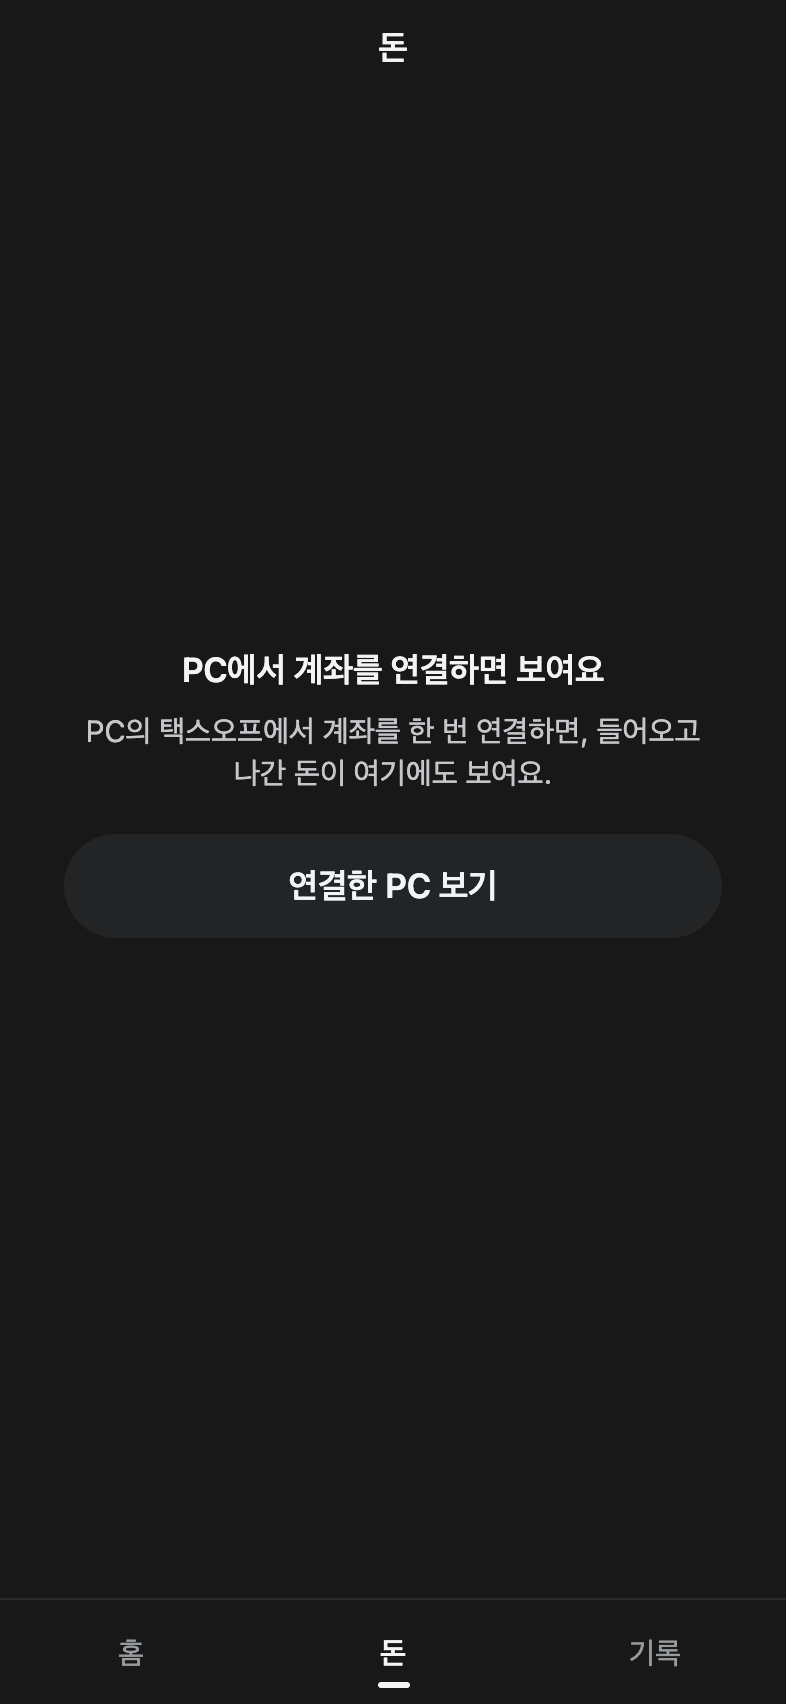 돈
PC에서 계좌를 연결하면 보여요
PC의 택스오프에서 계좌를 한 번 연결하면, 들어오고
나간 돈이 여기에도 보여요.
연결한 PC 보기
홈
돈
기록